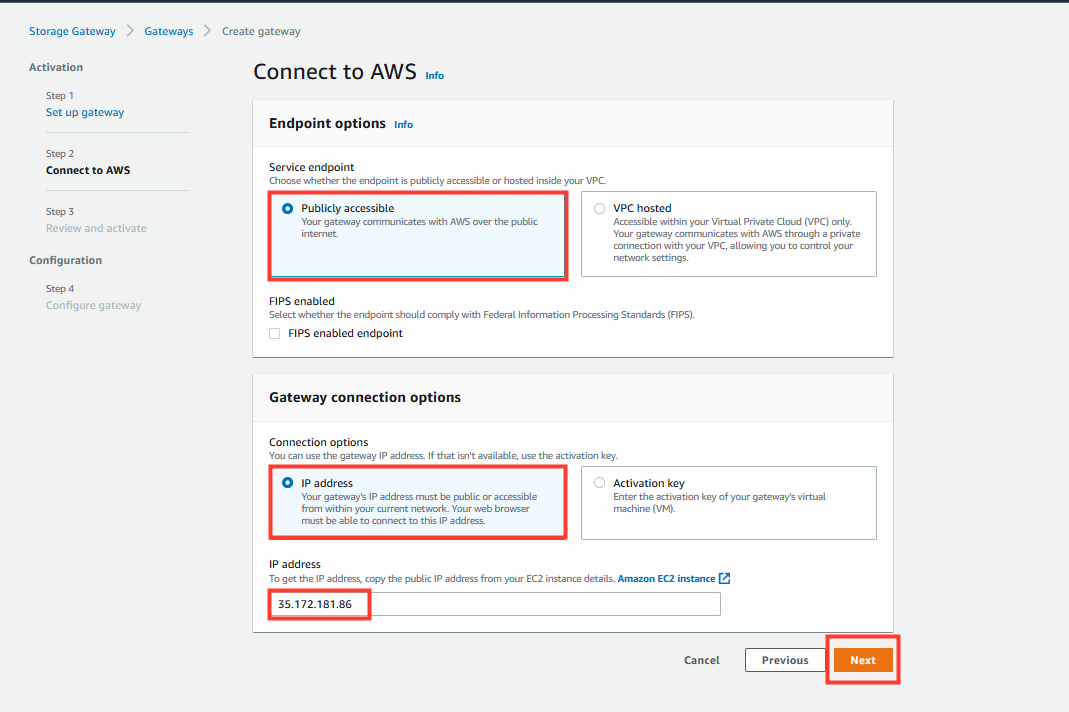 Storage Gateway > Gateways > Create gateway
Activation
Step 1
Set up gateway
Step 2
Connect to AWS
Step 3
Review and activate
Configuration
Step 4
Configure gateway
Connect to AWS Info
Endpoint options Info
Service endpoint
Choose whether the endpoint is publicly accessible or hosted inside your VPC.
Publicly accessible
Your gateway communicates with AWS over the public
internet.
VPC hosted
Accessible within your Virtual Private Cloud (VPC) only.
Your gateway communicates with AWS through a private
connection with your VPC, allowing you to control your
network settings.
FIPS enabled
Select whether the endpoint should comply with Federal Information Processing Standards (FIPS).
FIPS enabled endpoint
Gateway connection options
Connection options
You can use the gateway IP address. If that isn't available, use the activation key.
IP address
Your gateway's IP address must be public or accessible
from within your current network. Your web browser
must be able to connect to this IP address.
Activation key
Enter the activation key of your gateway's virtual
machine (VM).
IP address
To get the IP address, copy the public IP address from your EC2 instance details. Amazon EC2 instance
35.172.181.86
Cancel
Previous
Next